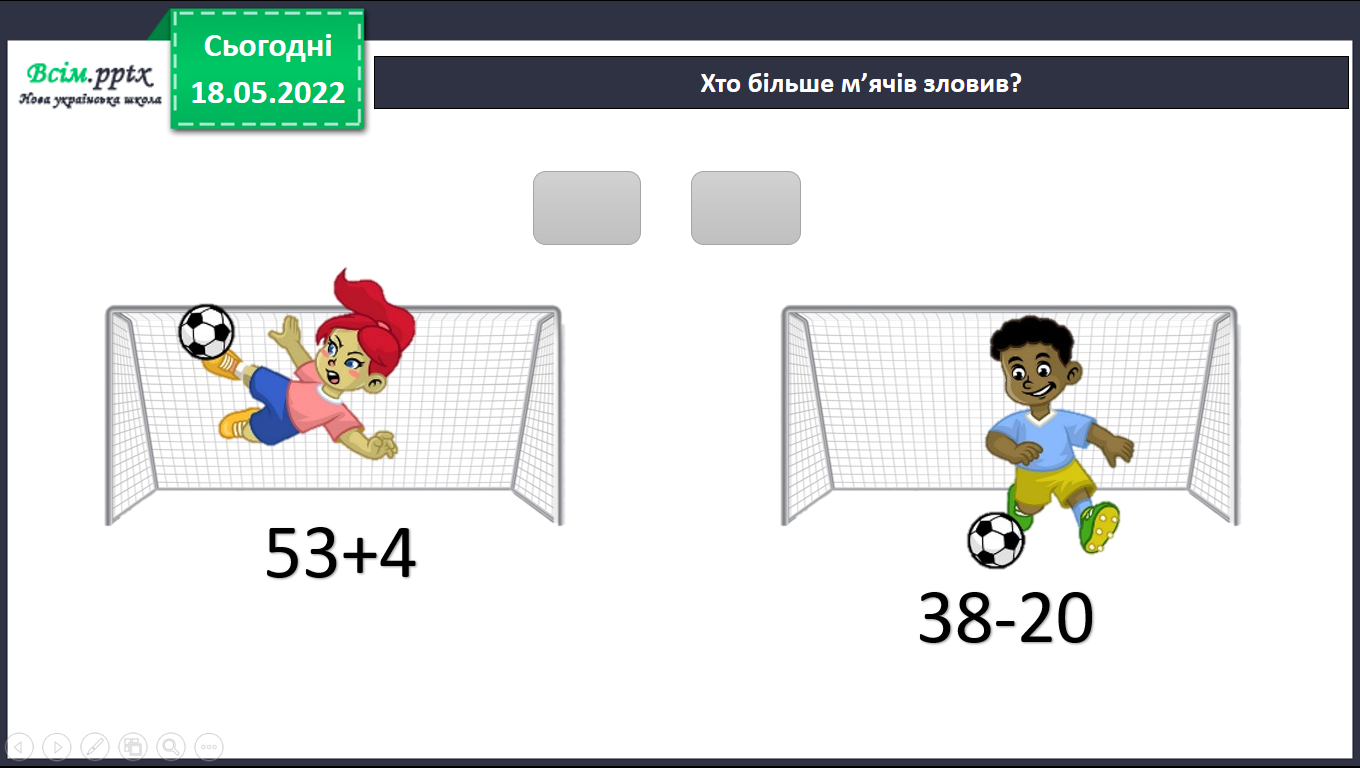 Всім.pptx
Нова українська школа
Сьогодні
18.05.2022
Хто більше м’ячів зловив?
53+4
38-20